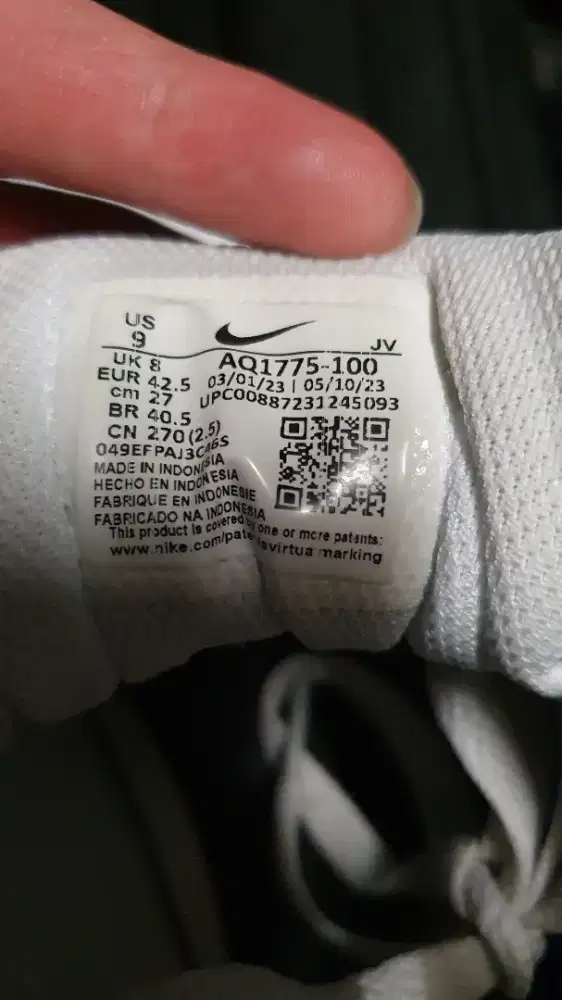 US
9
UK 8
EUR 42.5
cm 27
BR 40.5
CN 270 (2.5)
JV
AQ1775-100
03/01/23 | 05/10/23
UPC00887231245093
MADE IN INDONESIA
HECHO EN INDONESIA
FABRIQUE EN INDONESIE
FABRICADO NA INDONESIA
This product is covered by one or more patents: